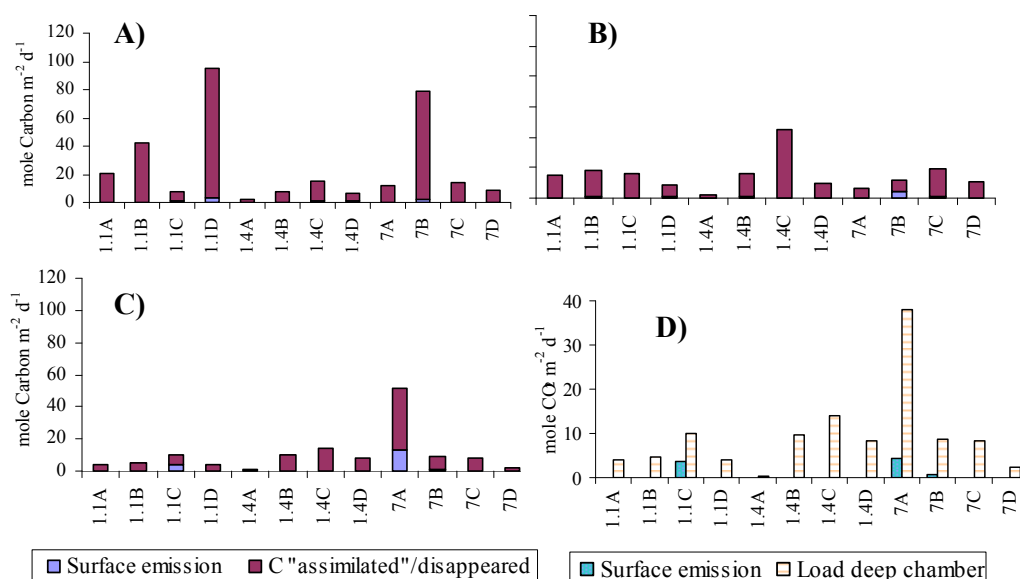 A)
mole Carbon m⁻² d⁻¹
120
100
80
60
40
20
0
1.1A 1.1B 1.1C 1.1D 1.4A 1.4B 1.4C 1.4D 7A 7B 7C 7D
B)
1.1A 1.1B 1.1C 1.1D 1.4A 1.4B 1.4C 1.4D 7A 7B 7C 7D
C)
mole Carbon m⁻² d⁻¹
120
100
80
60
40
20
0
1.1A 1.1B 1.1C 1.1D 1.4A 1.4B 1.4C 1.4D 7A 7B 7C 7D
Surface emission C "assimilated"/disappeared
D)
mole CO₂ m⁻² d⁻¹
40
30
20
10
0
1.1A 1.1B 1.1C 1.1D 1.4A 1.4B 1.4C 1.4D 7A 7B 7C 7D
Surface emission Load deep chamber